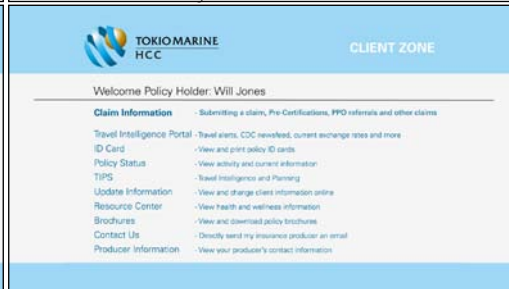 TOKIO MARINE
HCC
CLIENT ZONE
Welcome Policy Holder: Will Jones
Claim Information - Submitting a claim, Pre-Certifications, PPO referrals and other claims
Travel Intelligence Portal - Travel alerts, CDC newsfeed, current exchange rates and more
ID Card - View and print policy ID cards
Policy Status - View activity and current information
TIPS - Travel Intelligence and Planning
Update Information - View and change client information online
Resource Center - View health and wellness information
Brochures - View and download policy brochures
Contact Us - Directly send my insurance producer an email
Producer Information - View your producer's contact information